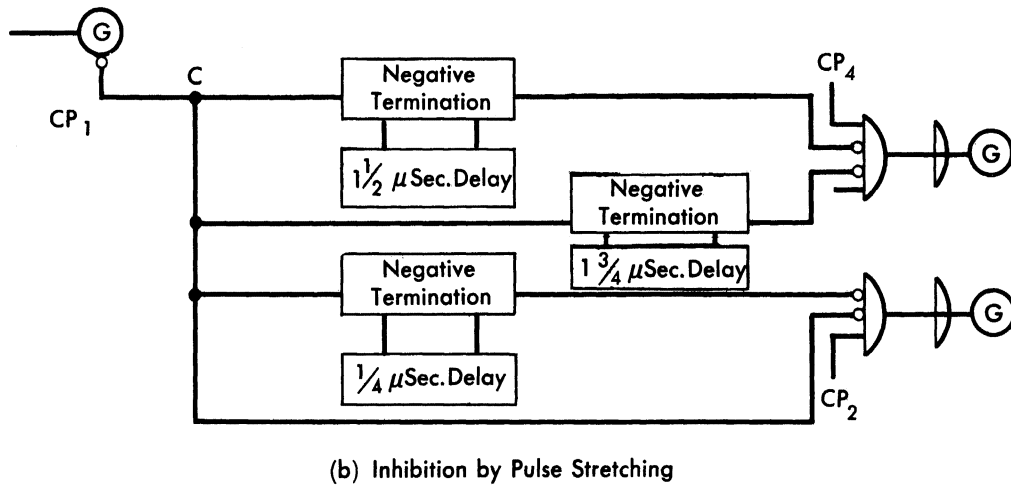 G
C
CP1
Negative
Termination
1 1/2 μSec. Delay
CP4
G
Negative
Termination
1 3/4 μSec. Delay
Negative
Termination
1/4 μSec. Delay
G
CP2
(b) Inhibition by Pulse Stretching